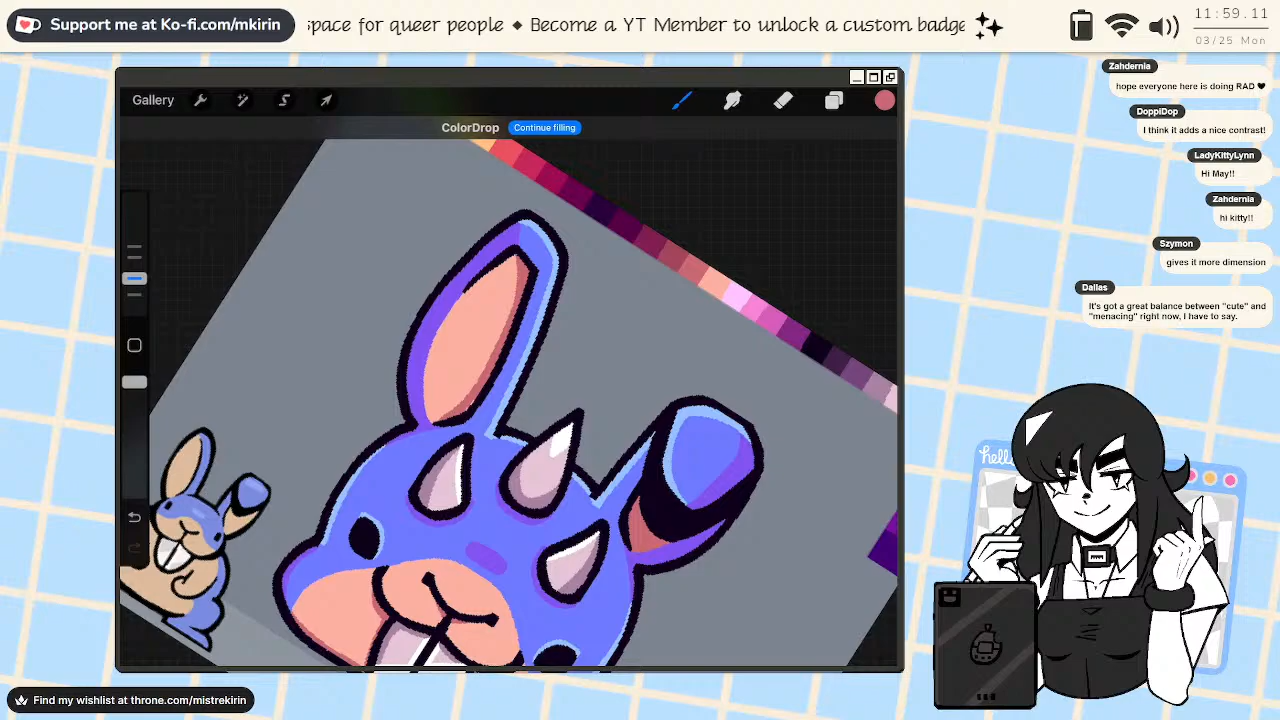 Support me at Ko-fi.com/mkirin
space for queer people ◆ Become a YT Member to unlock a custom badge
11:59.11
03/25 Mon
Gallery
ColorDrop Continue filling
Zahdernia
hope everyone here is doing RAD ♥
DoppiDop
I think it adds a nice contrast!
LadyKittyLynn
Hi May!!
Zahdernia
hi kitty!!
Szymon
gives it more dimension
Dallas
It's got a great balance between "cute" and
"menacing" right now, I have to say.
hello
Find my wishlist at throne.com/mistrekirin